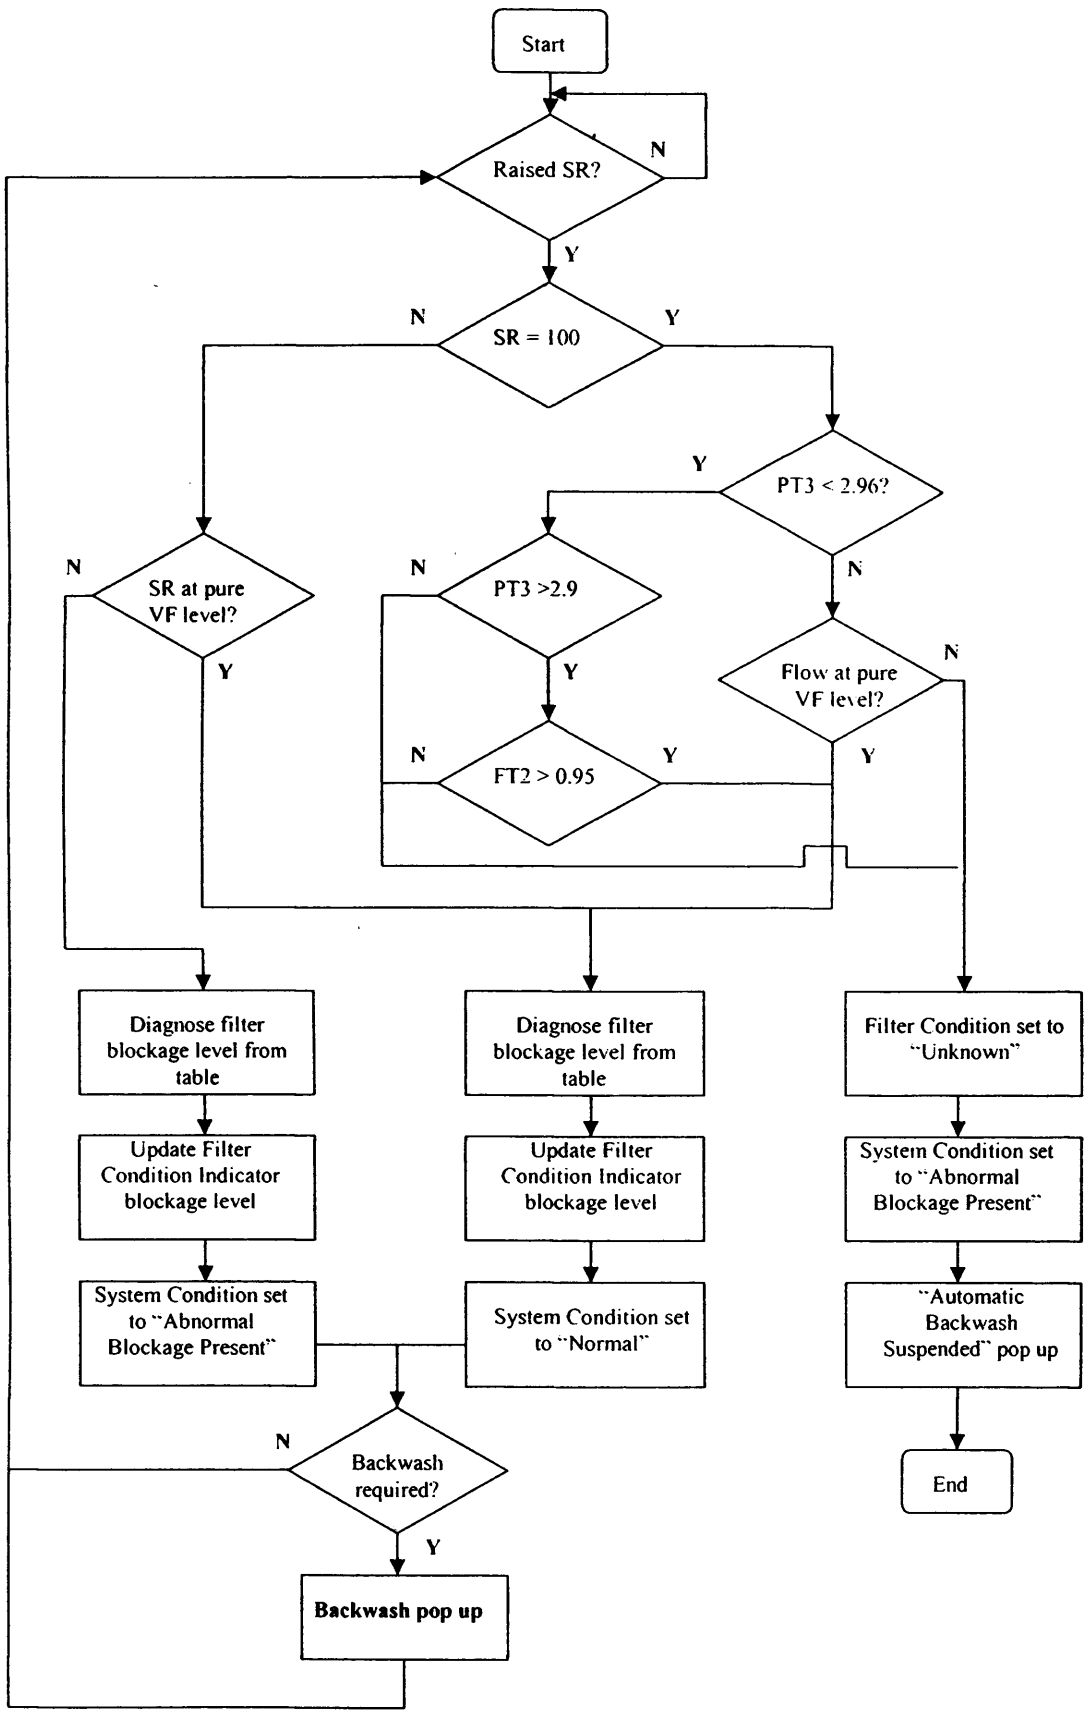 Start
N
Raised SR?
Y
N
Y
SR = 100
Y
PT3 < 2.96?
N
N
N
SR at pure
VF level?
PT3 >2.9
Y
Y
N
Flow at pure
VF level?
N
Y
FT2 > 0.95
Y
Diagnose filter
blockage level from
table
Diagnose filter
blockage level from
table
Filter Condition set to
"Unknown"
Update Filter
Condition Indicator
blockage level
Update Filter
Condition Indicator
blockage level
System Condition set
to "Abnormal
Blockage Present"
System Condition set
to "Abnormal
Blockage Present"
System Condition set
to "Normal"
"Automatic
Backwash
Suspended" pop up
N
Backwash
required?
End
Y
Backwash pop up